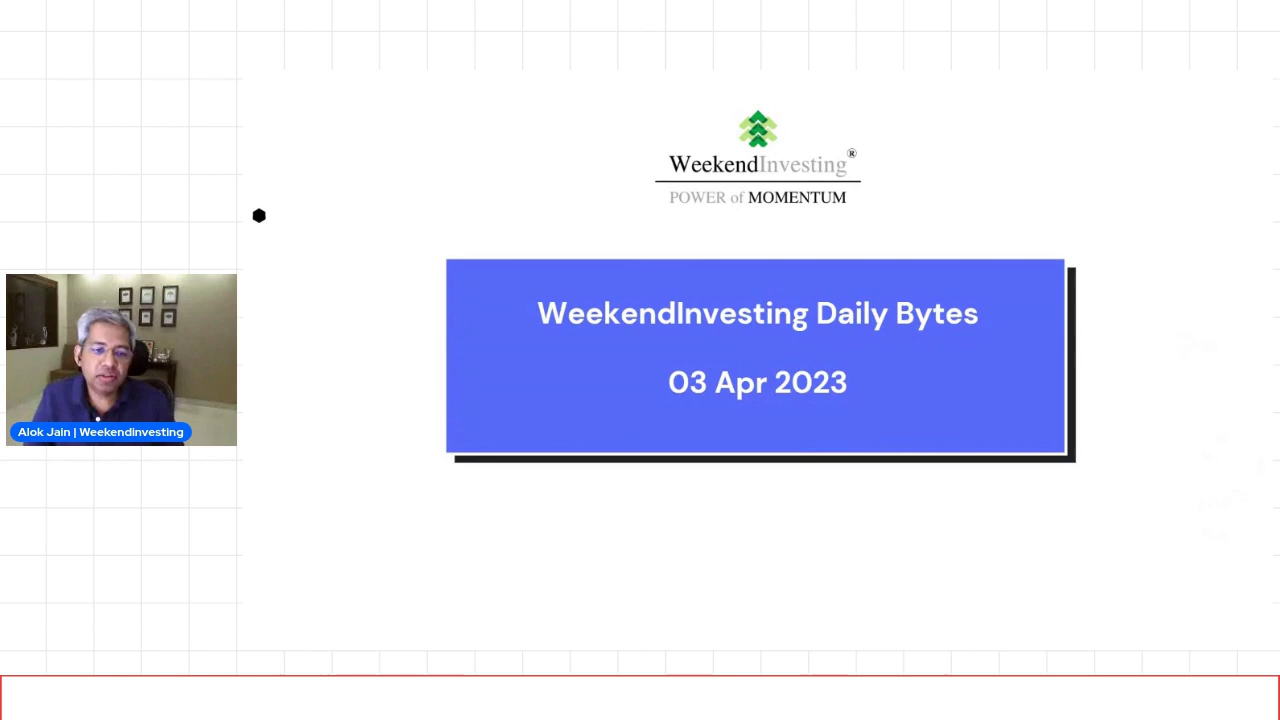 WeekendInvesting®
POWER of MOMENTUM
WeekendInvesting Daily Bytes
03 Apr 2023
Alok Jain | Weekendinvesting